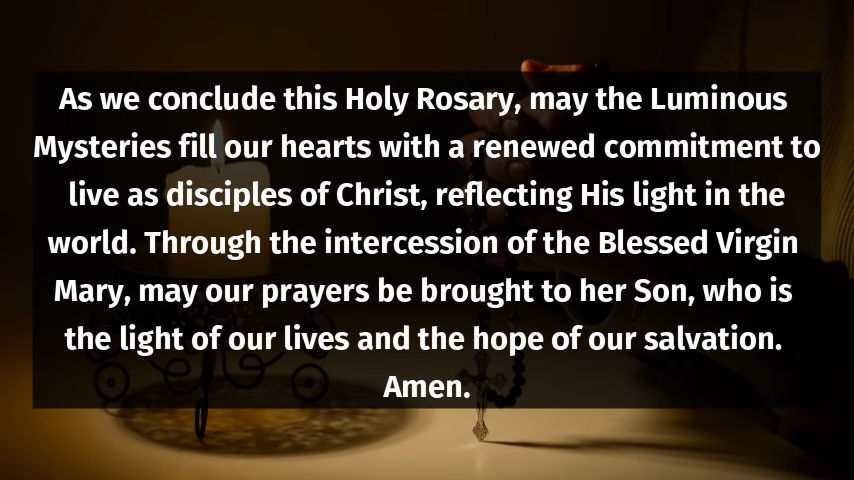 As we conclude this Holy Rosary, may the Luminous
Mysteries fill our hearts with a renewed commitment to
live as disciples of Christ, reflecting His light in the
world. Through the intercession of the Blessed Virgin
Mary, may our prayers be brought to her Son, who is
the light of our lives and the hope of our salvation.
Amen.